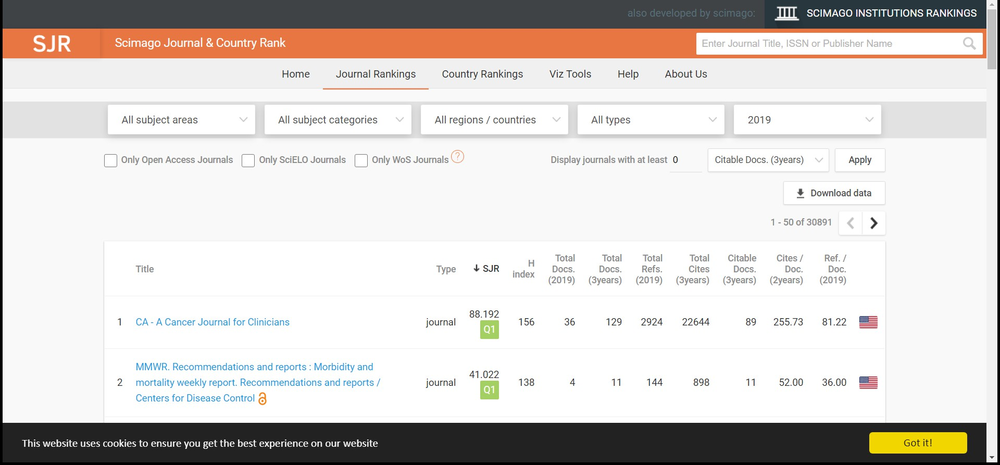 also developed by scimago:
SCIMAGO INSTITUTIONS RANKINGS
SJR
Scimago Journal & Country Rank
Enter Journal Title, ISSN or Publisher Name
Home
Journal Rankings
Country Rankings
Viz Tools
Help
About Us
All subject areas
All subject categories
All regions / countries
All types
2019
Only Open Access Journals
Only SciELO Journals
Only WoS Journals
?
Display journals with at least
0
Citable Docs. (3years)
Apply
Download data
1 - 50 of 30891
Title
Type
SJR
H
index
Total
Docs.
(2019)
Total
Docs.
(3years)
Total
Refs.
(2019)
Total
Cites
(3years)
Citable
Docs.
(3years)
Cites /
Doc.
(2years)
Ref. /
Doc.
(2019)
1
CA - A Cancer Journal for Clinicians
journal
88.192
Q1
156
36
129
2924
22644
89
255.73
81.22
2
MMWR. Recommendations and reports : Morbidity and
mortality weekly report. Recommendations and reports /
Centers for Disease Control
journal
41.022
Q1
138
4
11
144
898
11
52.00
36.00
This website uses cookies to ensure you get the best experience on our website
Got it!